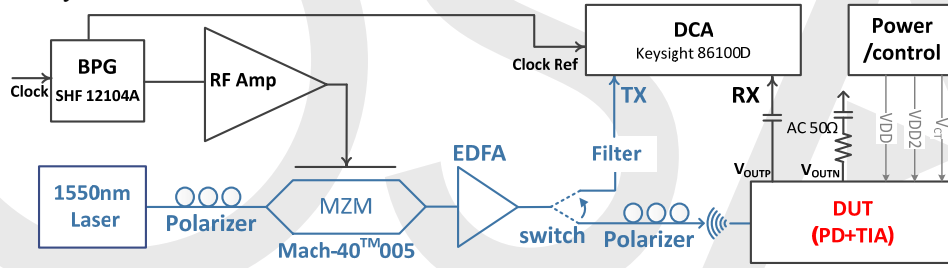 BPG
SHF 12104A
Clock
RF Amp
Clock Ref
DCA
Keysight 86100D
Power
/control
TX
RX
AC 50Ω
VDD
VDD2
Filter
EDFA
VOUTP
VOUTN
1550nm
Laser
Polarizer
MZM
Mach-40TM005
switch
Polarizer
DUT
(PD+TIA)